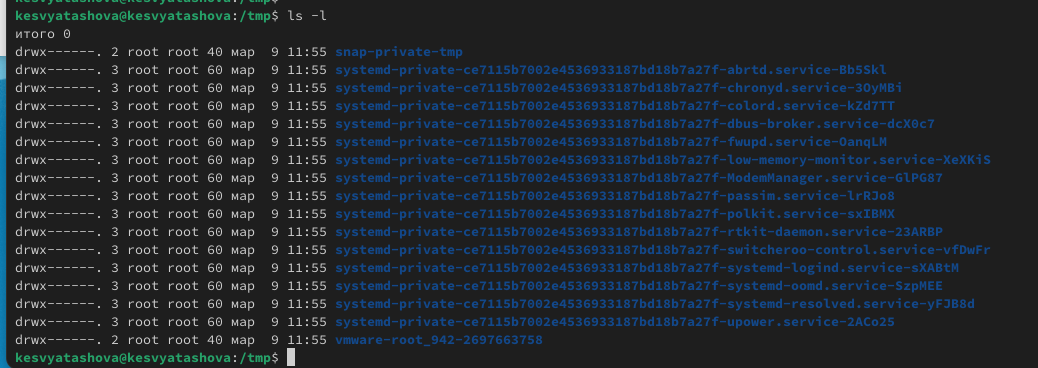 kesvyatashova@kesvyatashova:/tmp$ ls -l
итого 0
drwx------. 2 root root 40 мар  9 11:55 snap-private-tmp
drwx------. 3 root root 60 мар  9 11:55 systemd-private-ce7115b7002e4536933187bd18b7a27f-abrtd.service-Bb5Skl
drwx------. 3 root root 60 мар  9 11:55 systemd-private-ce7115b7002e4536933187bd18b7a27f-chronyd.service-3OyMBi
drwx------. 3 root root 60 мар  9 11:55 systemd-private-ce7115b7002e4536933187bd18b7a27f-colord.service-kZd7TT
drwx------. 3 root root 60 мар  9 11:55 systemd-private-ce7115b7002e4536933187bd18b7a27f-dbus-broker.service-dcX0c7
drwx------. 3 root root 60 мар  9 11:55 systemd-private-ce7115b7002e4536933187bd18b7a27f-fwupd.service-OanqLM
drwx------. 3 root root 60 мар  9 11:55 systemd-private-ce7115b7002e4536933187bd18b7a27f-low-memory-monitor.service-XeXKiS
drwx------. 3 root root 60 мар  9 11:55 systemd-private-ce7115b7002e4536933187bd18b7a27f-ModemManager.service-GlPG87
drwx------. 3 root root 60 мар  9 11:55 systemd-private-ce7115b7002e4536933187bd18b7a27f-passim.service-lrRJo8
drwx------. 3 root root 60 мар  9 11:55 systemd-private-ce7115b7002e4536933187bd18b7a27f-polkit.service-sxIBMX
drwx------. 3 root root 60 мар  9 11:55 systemd-private-ce7115b7002e4536933187bd18b7a27f-rtkit-daemon.service-23ARBP
drwx------. 3 root root 60 мар  9 11:55 systemd-private-ce7115b7002e4536933187bd18b7a27f-switcheroo-control.service-vfDwFr
drwx------. 3 root root 60 мар  9 11:55 systemd-private-ce7115b7002e4536933187bd18b7a27f-systemd-logind.service-sXABtM
drwx------. 3 root root 60 мар  9 11:55 systemd-private-ce7115b7002e4536933187bd18b7a27f-systemd-oomd.service-SzpMEE
drwx------. 3 root root 60 мар  9 11:55 systemd-private-ce7115b7002e4536933187bd18b7a27f-systemd-resolved.service-yFJB8d
drwx------. 3 root root 60 мар  9 11:55 systemd-private-ce7115b7002e4536933187bd18b7a27f-upower.service-2ACo25
drwx------. 2 root root 40 мар  9 11:55 vmware-root_942-2697663758
kesvyatashova@kesvyatashova:/tmp$